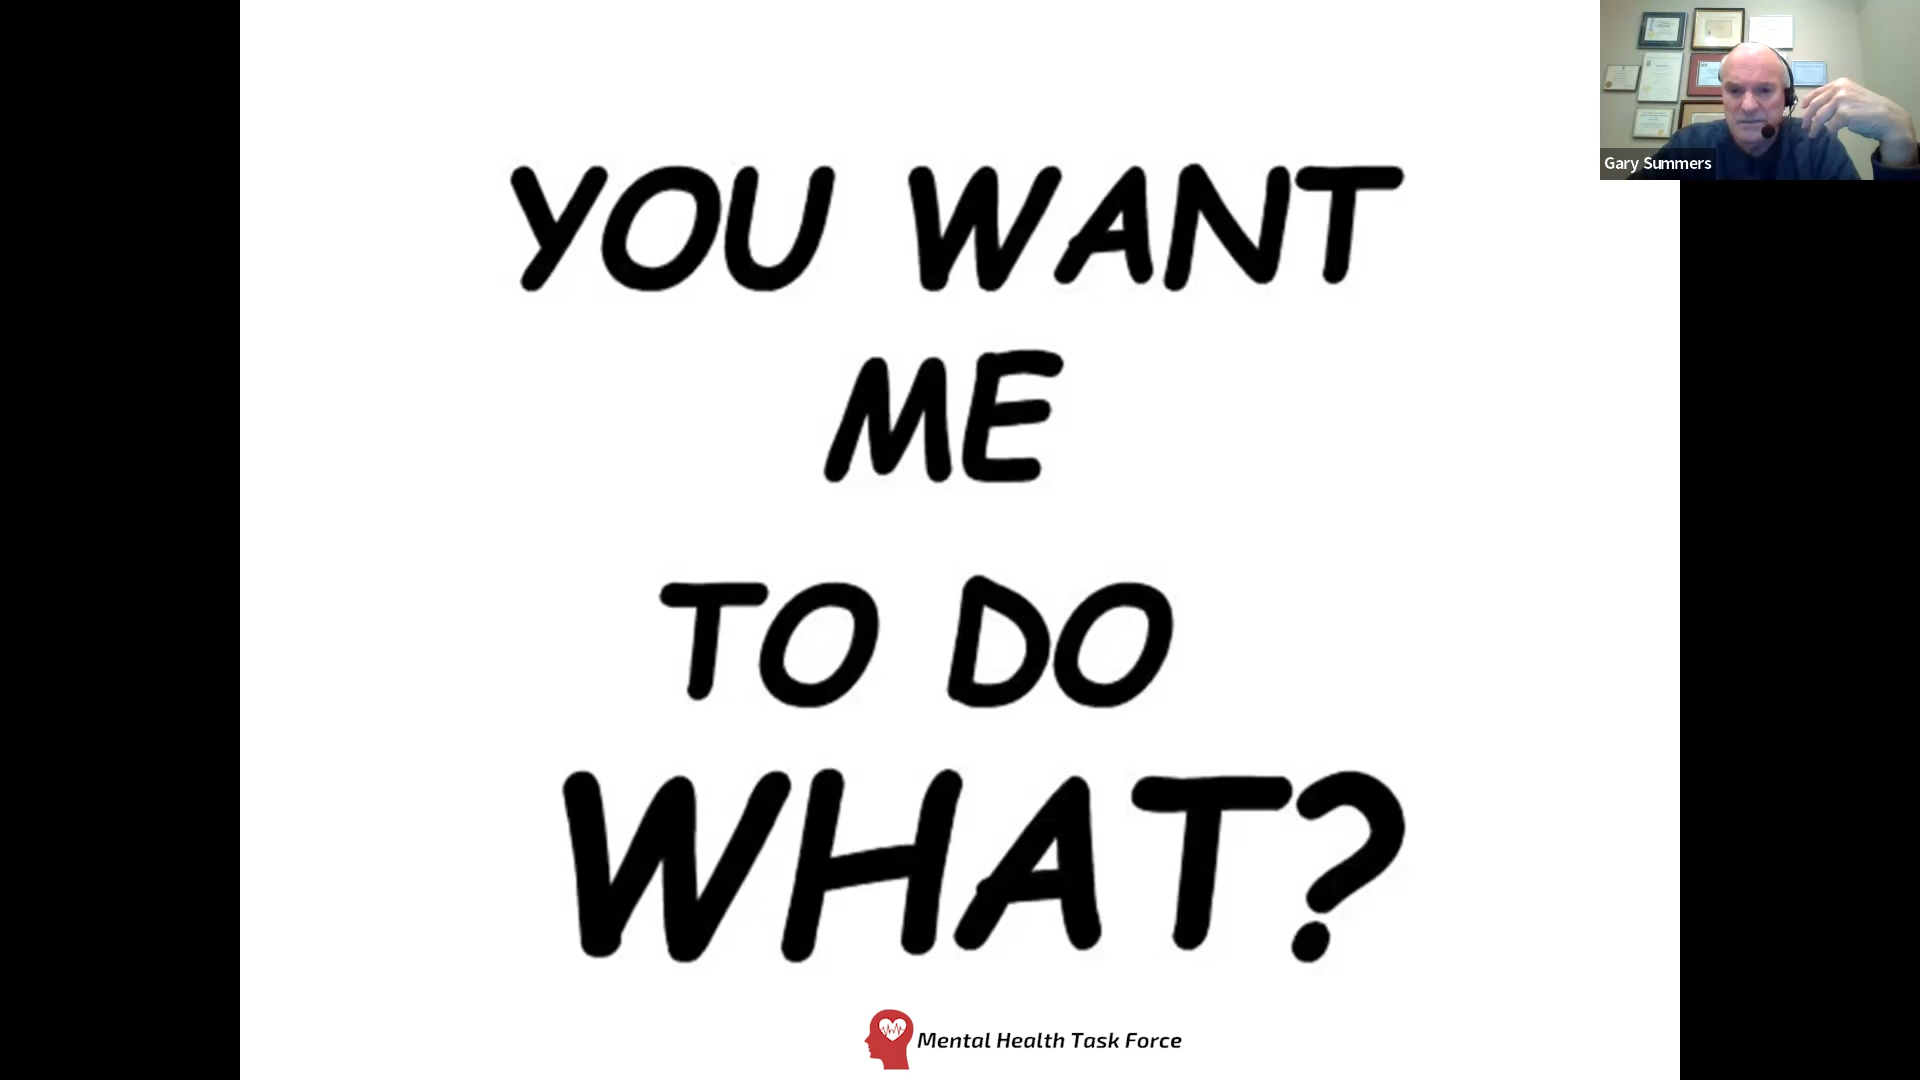 Gary Summers
YOU WANT
ME
TO DO
WHAT?
Mental Health Task Force